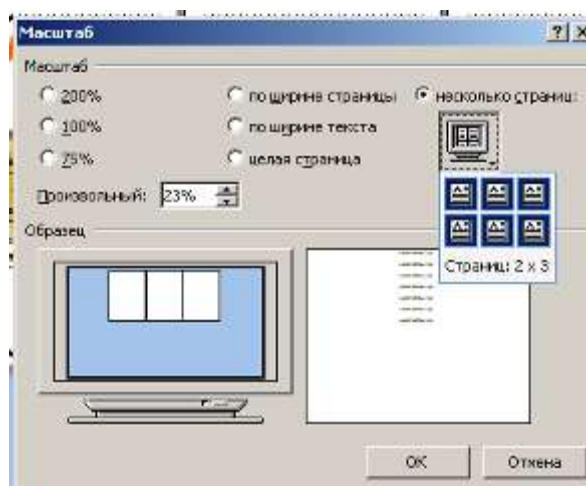 Масштаб
Масштаб
200%
по ширине страницы
несколько страниц:
100%
по ширине текста
75%
целая страница
Произвольный: 23%
Образец
Страниц: 2 x 3
ОК
Отмена